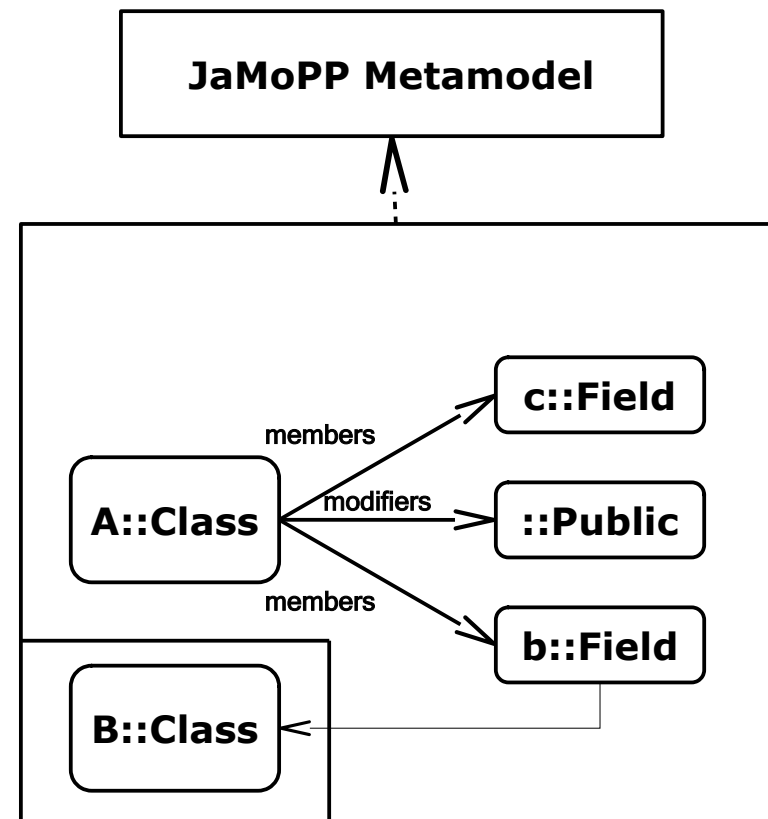 JaMoPP Metamodel
c::Field
members
A::Class
modifiers
::Public
members
b::Field
B::Class